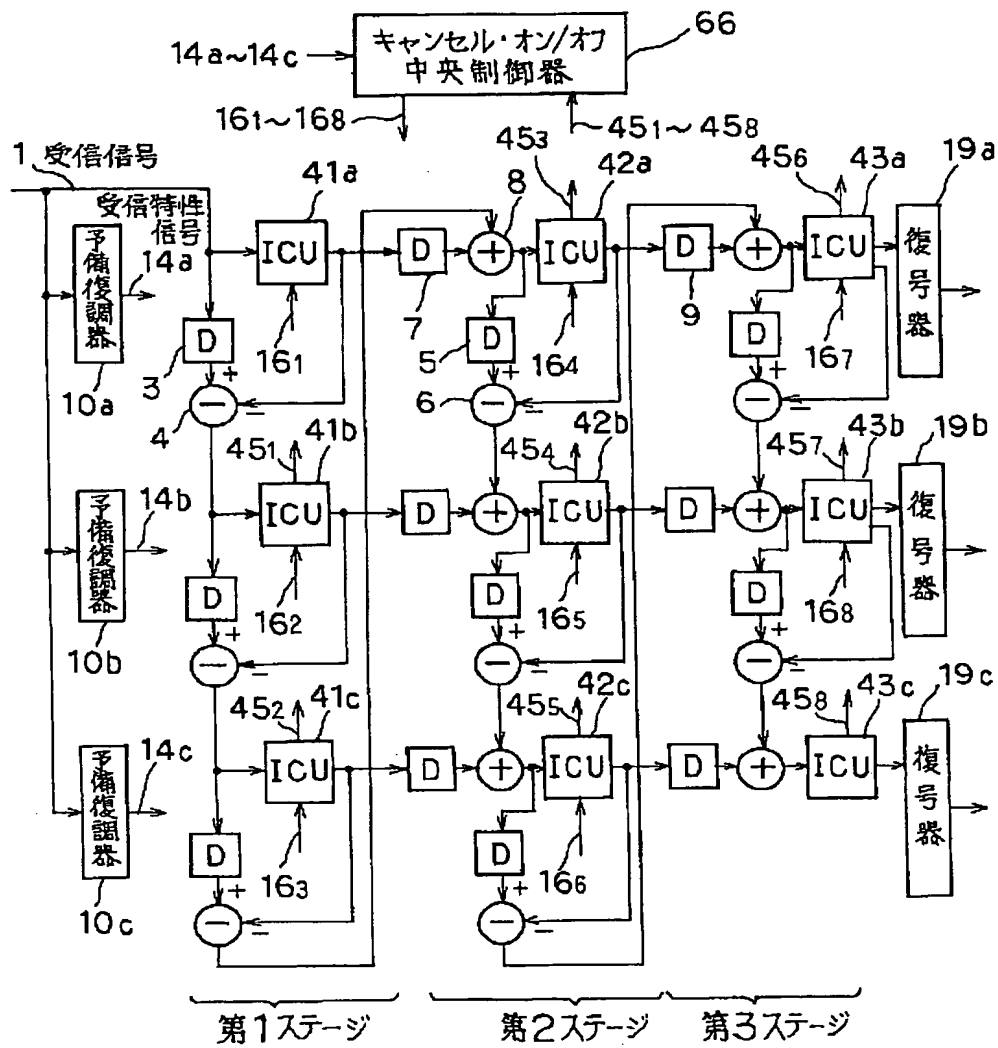 キャンセル・オン/オフ
中央制御器
66
14a~14c
16₁~168
45₁~458
1 受信信号
受信特性
信号
41a
453
8
42a
456
43a
19a
予備復調器
14a
ICU
D
+
ICU
D
+
ICU
復号器
7
9
D
3
16₁
5
D
164
D
167
10a
4
−
+
−
6
−
+
−
−
+
−
45₁
41b
454
42b
457
43b
19b
予備復調器
14b
ICU
D
+
ICU
D
+
ICU
復号器
D
162
D
165
D
168
10b
−
+
−
−
+
−
−
+
−
452
41c
455
42c
458
43c
19c
予備復調器
14c
ICU
D
+
ICU
D
+
ICU
復号器
D
163
D
166
10c
−
+
−
−
+
−
第1ステージ
第2ステージ
第3ステージ